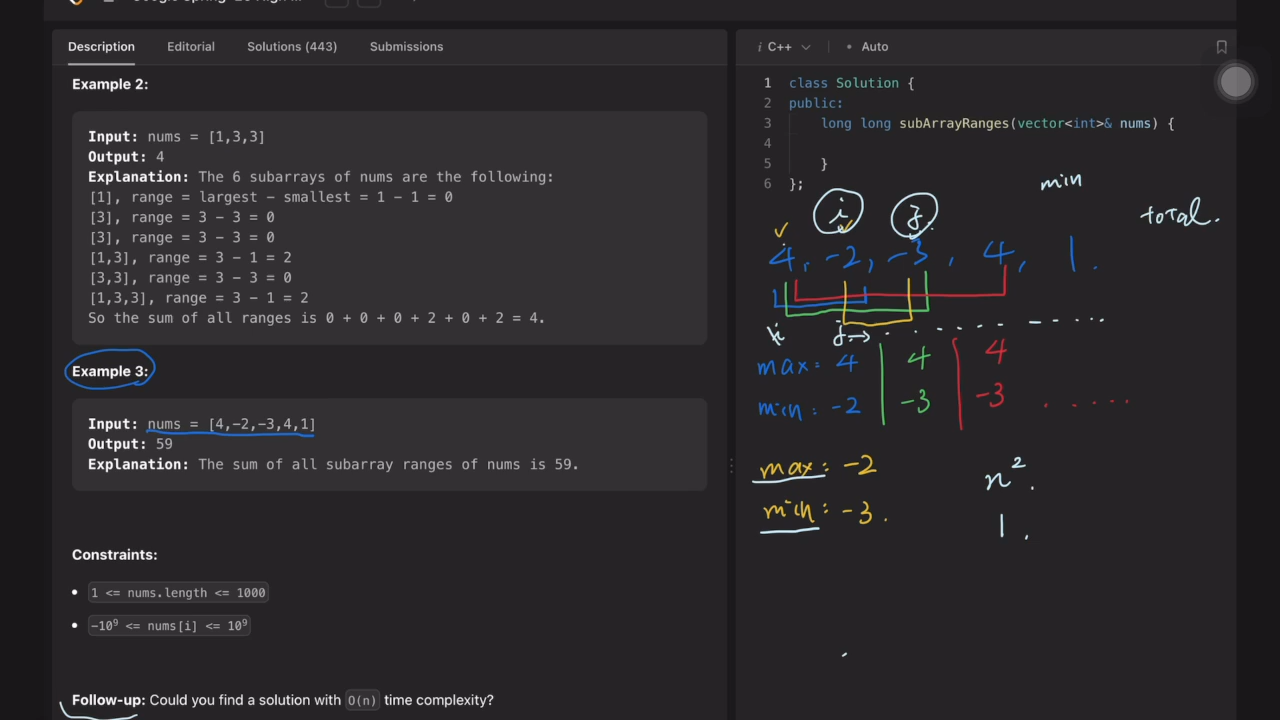 Description Editorial Solutions (443) Submissions
Example 2:
Input: nums = [1,3,3]
Output: 4
Explanation: The 6 subarrays of nums are the following:
[1], range = largest - smallest = 1 - 1 = 0
[3], range = 3 - 3 = 0
[3], range = 3 - 3 = 0
[1,3], range = 3 - 1 = 2
[3,3], range = 3 - 3 = 0
[1,3,3], range = 3 - 1 = 2
So the sum of all ranges is 0 + 0 + 0 + 2 + 0 + 2 = 4.
Example 3:
Input: nums = [4,-2,-3,4,1]
Output: 59
Explanation: The sum of all subarray ranges of nums is 59.
Constraints:
1 <= nums.length <= 1000
-10⁹ <= nums[i] <= 10⁹
Follow-up: Could you find a solution with O(n) time complexity?
i C++ • Auto
1 class Solution {
2 public:
3 long long subArrayRanges(vector<int>& nums) {
4
5 }
6 };
min
total.
i j
4, -2, -3, 4, 1.
i j→
max: 4 4 4
min: -2 -3 -3 ......
max: -2
min: -3.
n².
1.